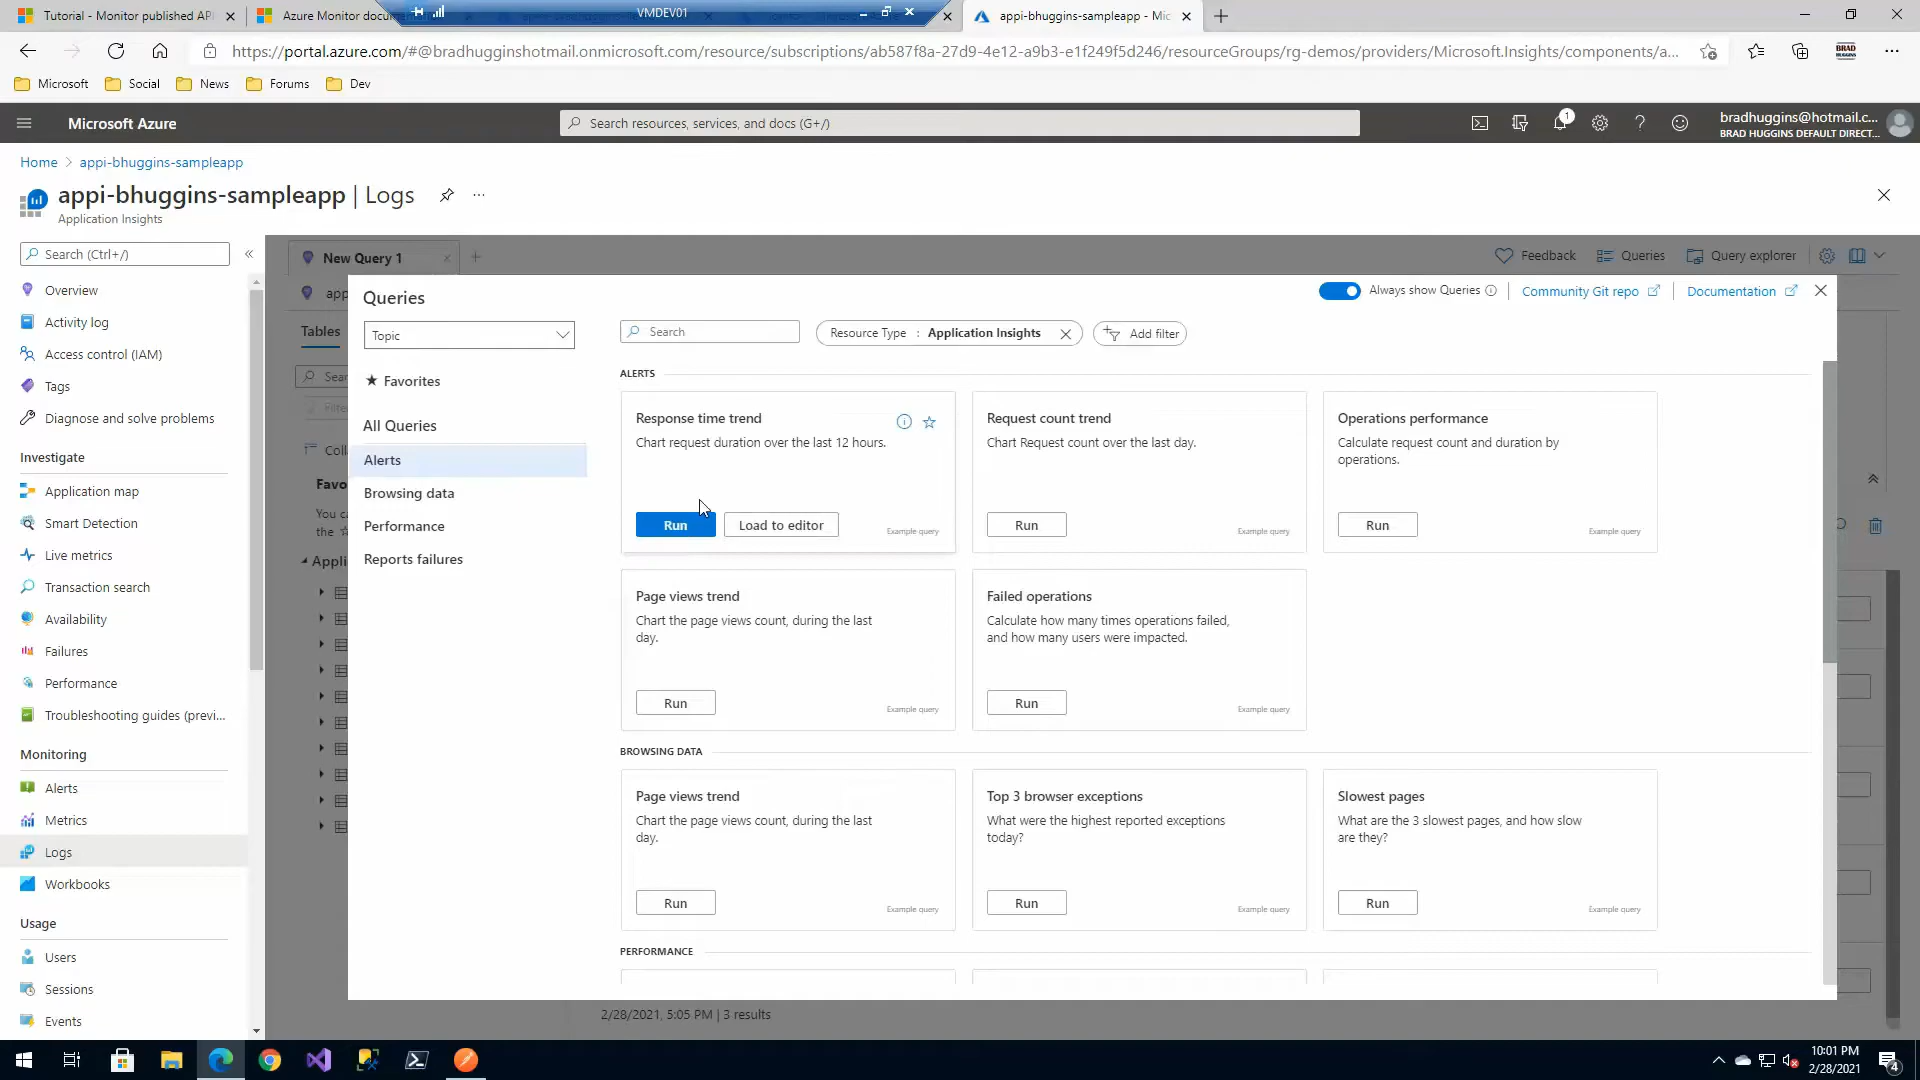 Tutorial - Monitor published API
Azure Monitor docum
VMDEV01
appi-bhuggins-sampleapp - Mic
https://portal.azure.com/#@bradhugginshotmail.onmicrosoft.com/resource/subscriptions/ab587f8a-27d9-4e12-a9b3-e1f249f5d246/resourceGroups/rg-demos/providers/Microsoft.Insights/components/a...
BRAD
HUGGINS
Microsoft
Social
News
Forums
Dev
Microsoft Azure
Search resources, services, and docs (G+/)
1
bradhuggins@hotmail.c...
BRAD HUGGINS DEFAULT DIRECT...
Home > appi-bhuggins-sampleapp
appi-bhuggins-sampleapp | Logs
Application Insights
Search (Ctrl+/)
Overview
Activity log
Access control (IAM)
Tags
Diagnose and solve problems
Investigate
Application map
Smart Detection
Live metrics
Transaction search
Availability
Failures
Performance
Troubleshooting guides (previ...
Monitoring
Alerts
Metrics
Logs
Workbooks
Usage
Users
Sessions
Events
New Query 1
Feedback
Queries
Query explorer
app
Tables
Sear
Filte
Colla
Favo
You c
the
Appli
Queries
Always show Queries
Community Git repo
Documentation
Topic
Search
Resource Type : Application Insights
Add filter
Favorites
All Queries
Alerts
Browsing data
Performance
Reports failures
ALERTS
Response time trend
Chart request duration over the last 12 hours.
Run
Load to editor
Example query
Request count trend
Chart Request count over the last day.
Run
Example query
Operations performance
Calculate request count and duration by
operations.
Run
Example query
Page views trend
Chart the page views count, during the last
day.
Run
Example query
Failed operations
Calculate how many times operations failed,
and how many users were impacted.
Run
Example query
BROWSING DATA
Page views trend
Chart the page views count, during the last
day.
Run
Example query
Top 3 browser exceptions
What were the highest reported exceptions
today?
Run
Example query
Slowest pages
What are the 3 slowest pages, and how slow
are they?
Run
Example query
PERFORMANCE
2/28/2021, 5:05 PM | 3 results
10:01 PM
2/28/2021
4